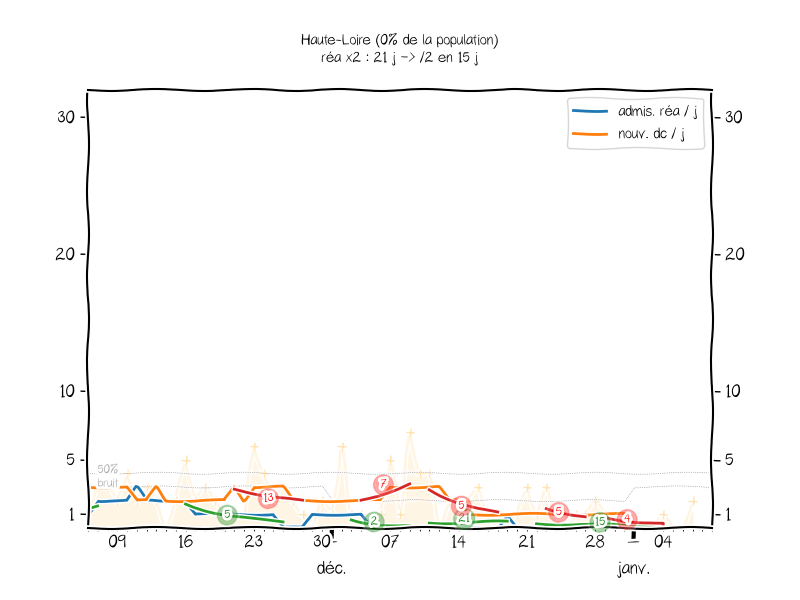 Haute-Loire (0% de la population)
réa x2 : 21 j -> /2 en 15 j
admis. réa / j
nouv. dc / j
30 30
20 20
10 10
5 5
1 1
50%
bruit
13 7 5 5 4
5 2 21 15
09 16 23 30 07 14 21 28 04
déc. janv.